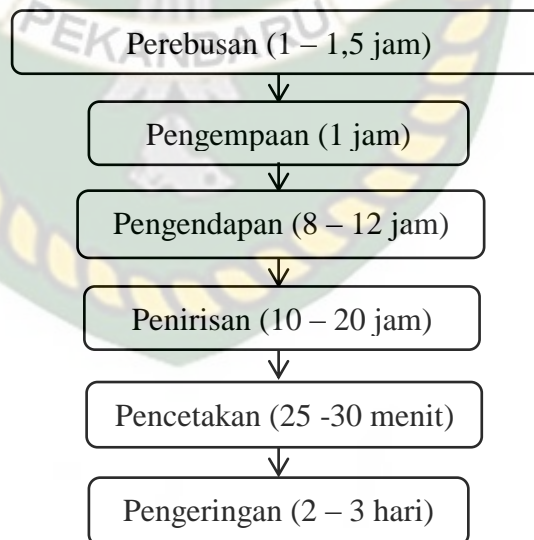 PEKANBARU
Perebusan (1 – 1,5 jam)
Pengempaan (1 jam)
Pengendapan (8 – 12 jam)
Penirisan (10 – 20 jam)
Pencetakan (25 -30 menit)
Pengeringan (2 – 3 hari)